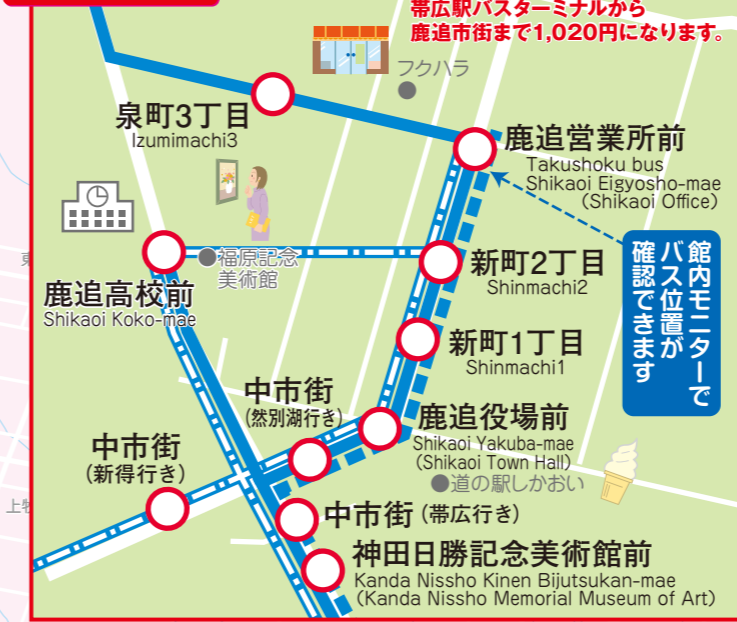 帯広駅バスターミナルから
鹿追市街まで1,020円になります。
フクハラ
泉町3丁目
Izumimachi3
鹿追営業所前
Takushoku bus
Shikaoi Eigyosho-mae
(Shikaoi Office)
館内モニターで
バス位置が
確認できます
福原記念
美術館
新町2丁目
Shinmachi2
鹿追高校前
Shikaoi Koko-mae
新町1丁目
Shinmachi1
中市街
(然別湖行き)
鹿追役場前
Shikaoi Yakuba-mae
(Shikaoi Town Hall)
道の駅しかおい
中市街
(新得行き)
中市街 (帯広行き)
神田日勝記念美術館前
Kanda Nissho Kinen Bijutsukan-mae
(Kanda Nissho Memorial Museum of Art)
上